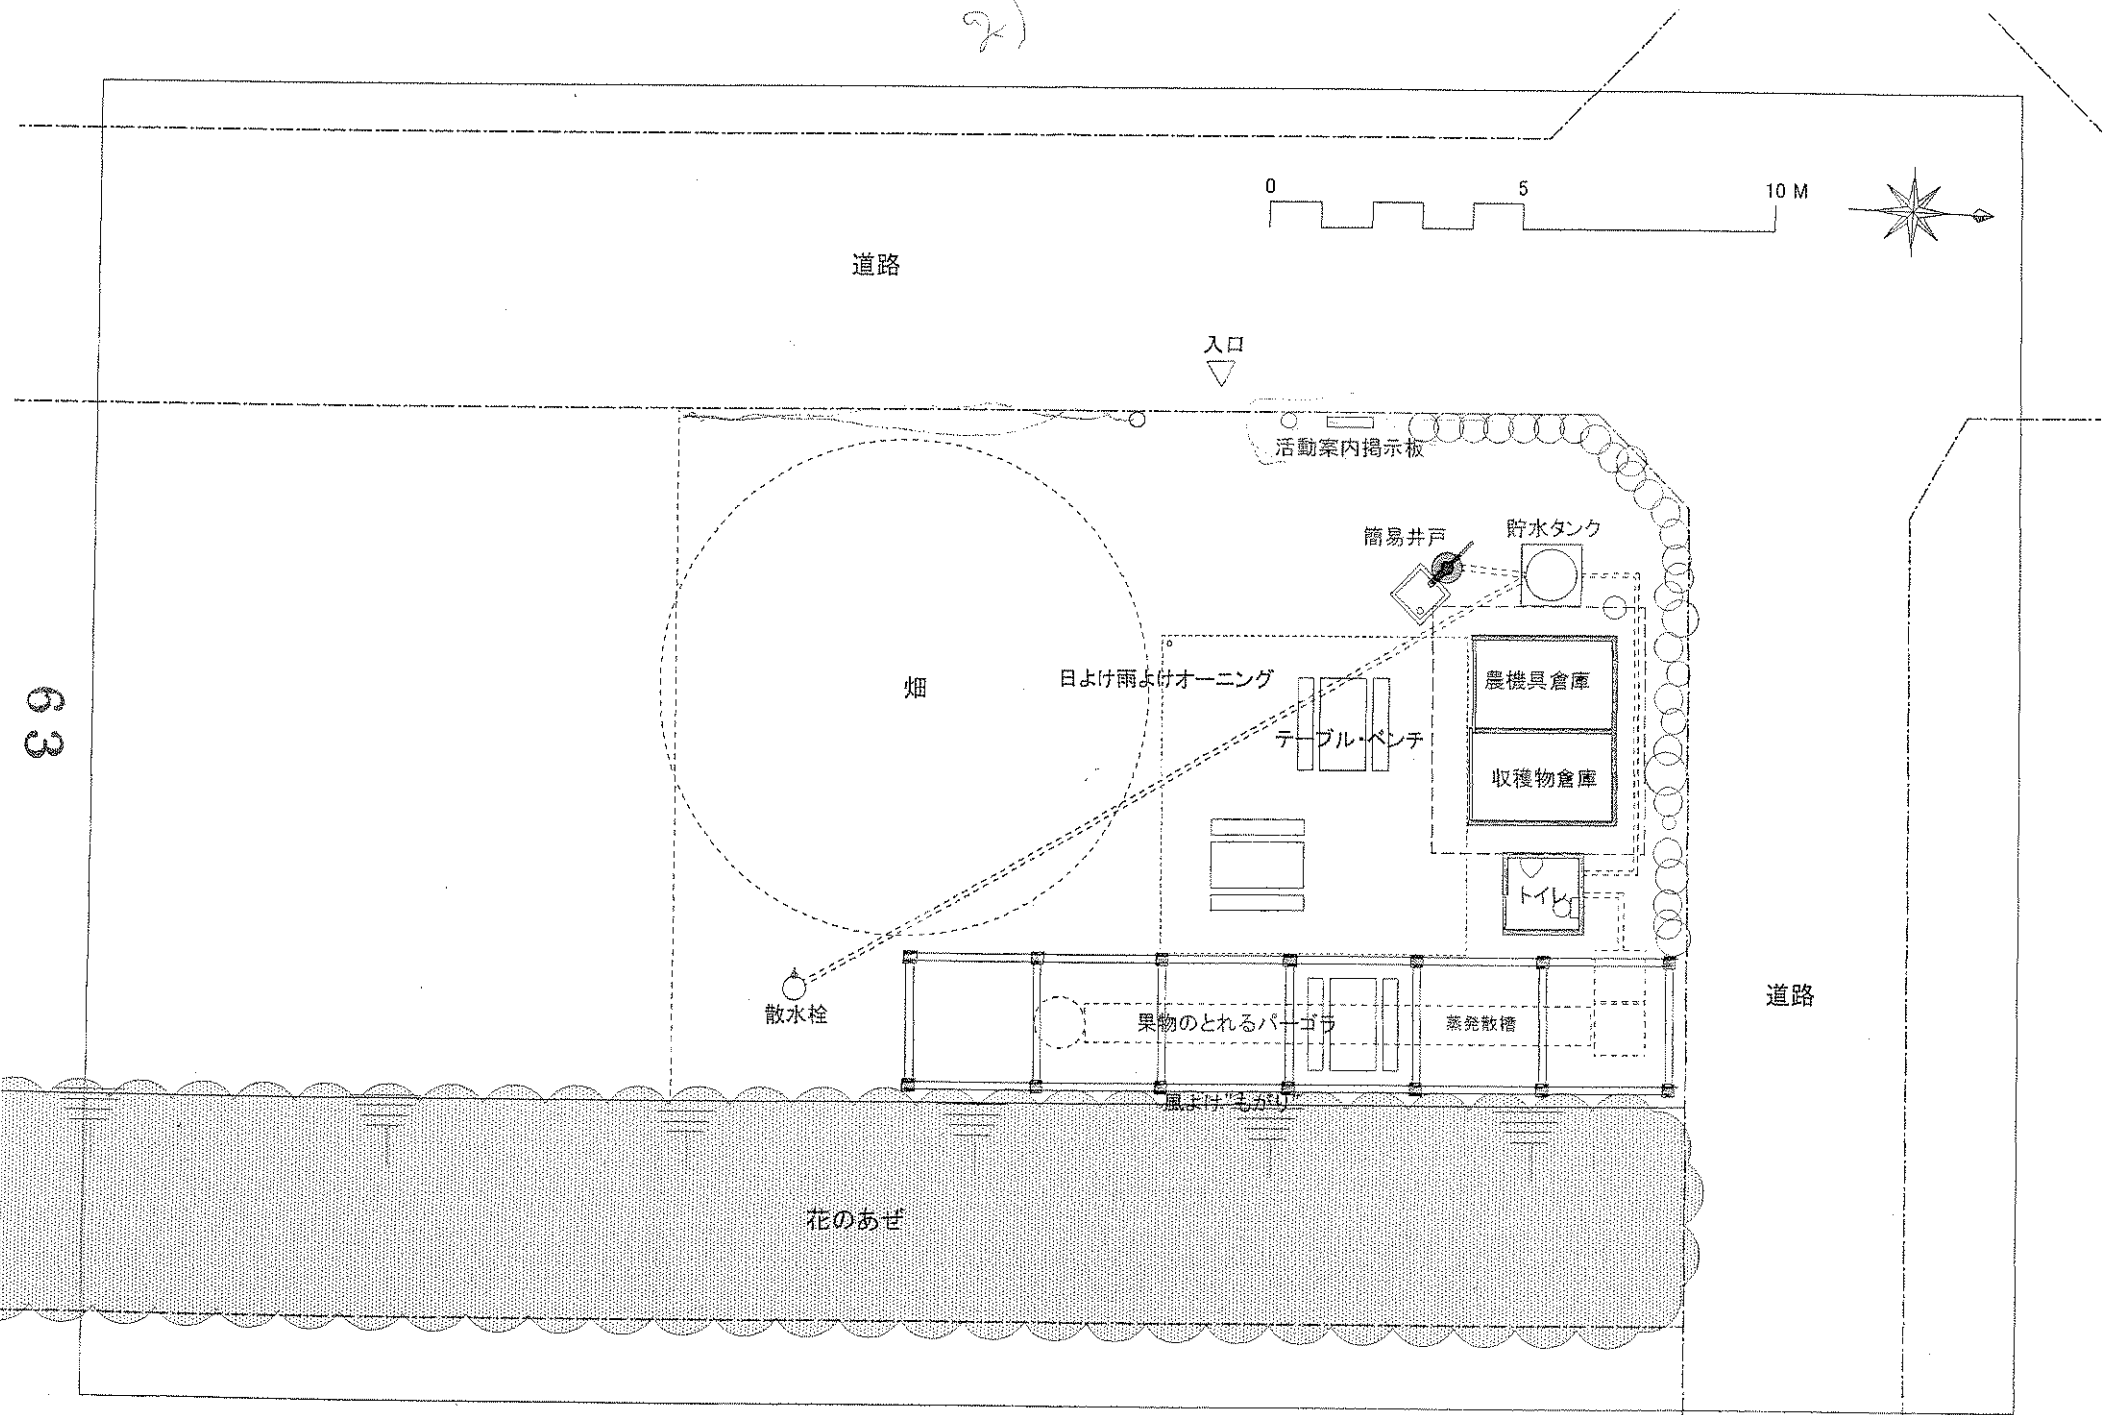 2)
0 5 10 M
道路
入口
活動案内掲示板
簡易井戸
貯水タンク
日よけ雨よけオーニング
畑
農機具倉庫
テーブル・ベンチ
収穫物倉庫
63
トイレ
道路
散水栓
果物のとれるパーゴラ
蒸発散槽
風よけ"もがり"
花のあぜ